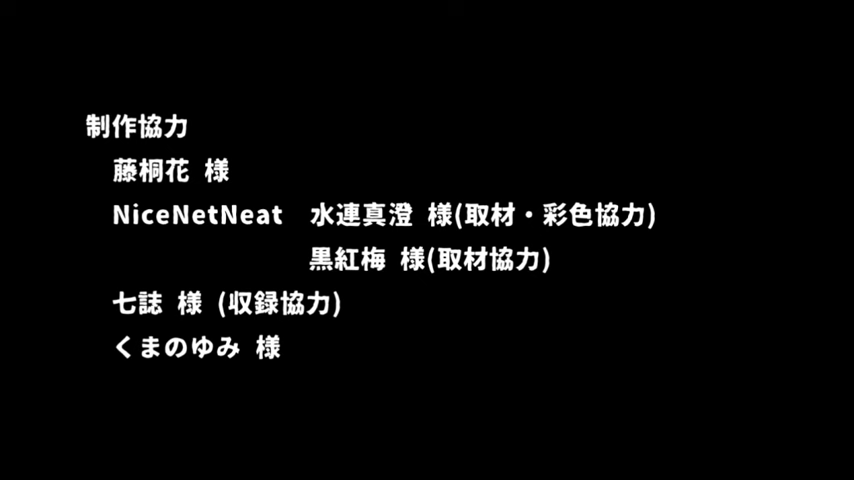 制作協力
藤桐花 様
NiceNetNeat 水連真澄 様(取材・彩色協力)
黒紅梅 様(取材協力)
七誌 様 (収録協力)
くまのゆみ 様